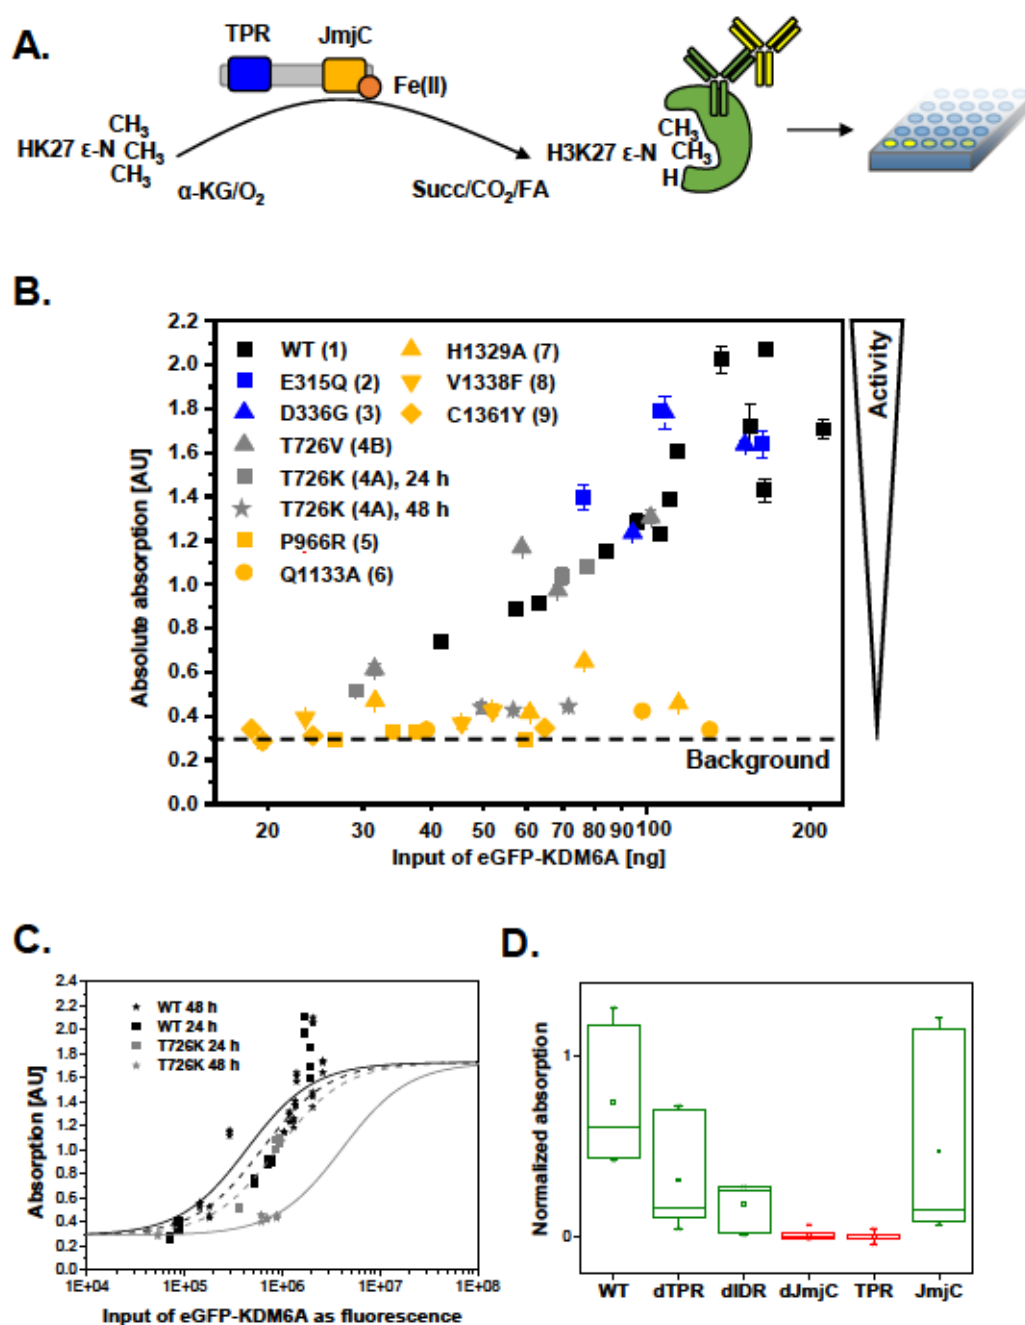 A.
TPR
JmjC
Fe(II)
HK27 ε-N
CH3
CH3
CH3
α-KG/O2
Succ/CO2/FA
H3K27 ε-N
CH3
CH3
H
B.
Absolute absorption [AU]
2.2
2.0
1.8
1.6
1.4
1.2
1.0
0.8
0.6
0.4
0.2
0.0
WT (1)
E315Q (2)
D336G (3)
T726V (4B)
T726K (4A), 24 h
T726K (4A), 48 h
P966R (5)
Q1133A (6)
H1329A (7)
V1338F (8)
C1361Y (9)
Background
Activity
20 30 40 50 60 70 80 90 100 200
Input of eGFP-KDM6A [ng]
C.
Absorption [AU]
2.4
2.2
2.0
1.8
1.6
1.4
1.2
1.0
0.8
0.6
0.4
0.2
0.0
WT 48 h
WT 24 h
T726K 24 h
T726K 48 h
1E+04 1E+05 1E+06 1E+07 1E+08
Input of eGFP-KDM6A as fluorescence
D.
Normalized absorption
1
0
WT dTPR dIDR dJmjC TPR JmjC